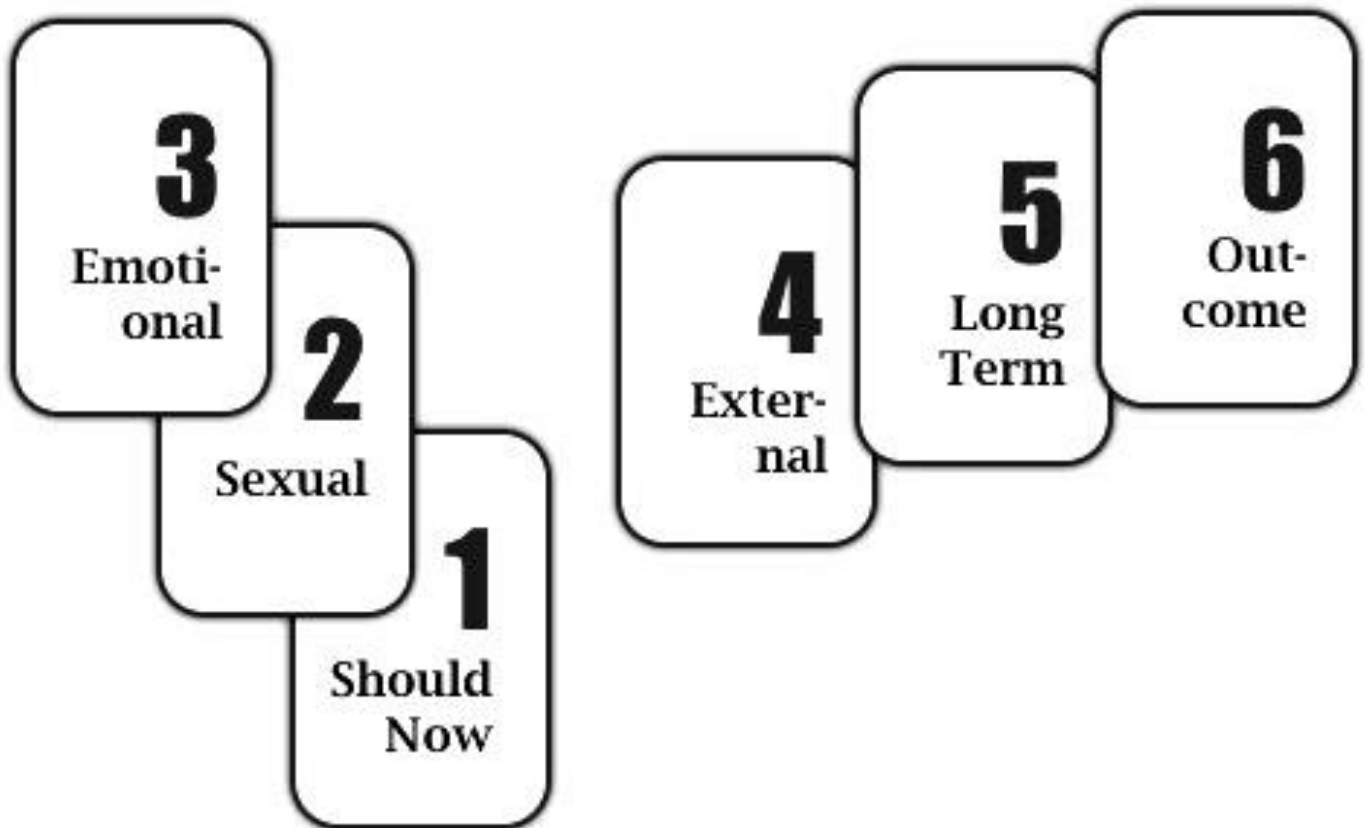 3
Emoti-
onal
2
Sexual
1
Should
Now
4
Exter-
nal
5
Long
Term
6
Out-
come